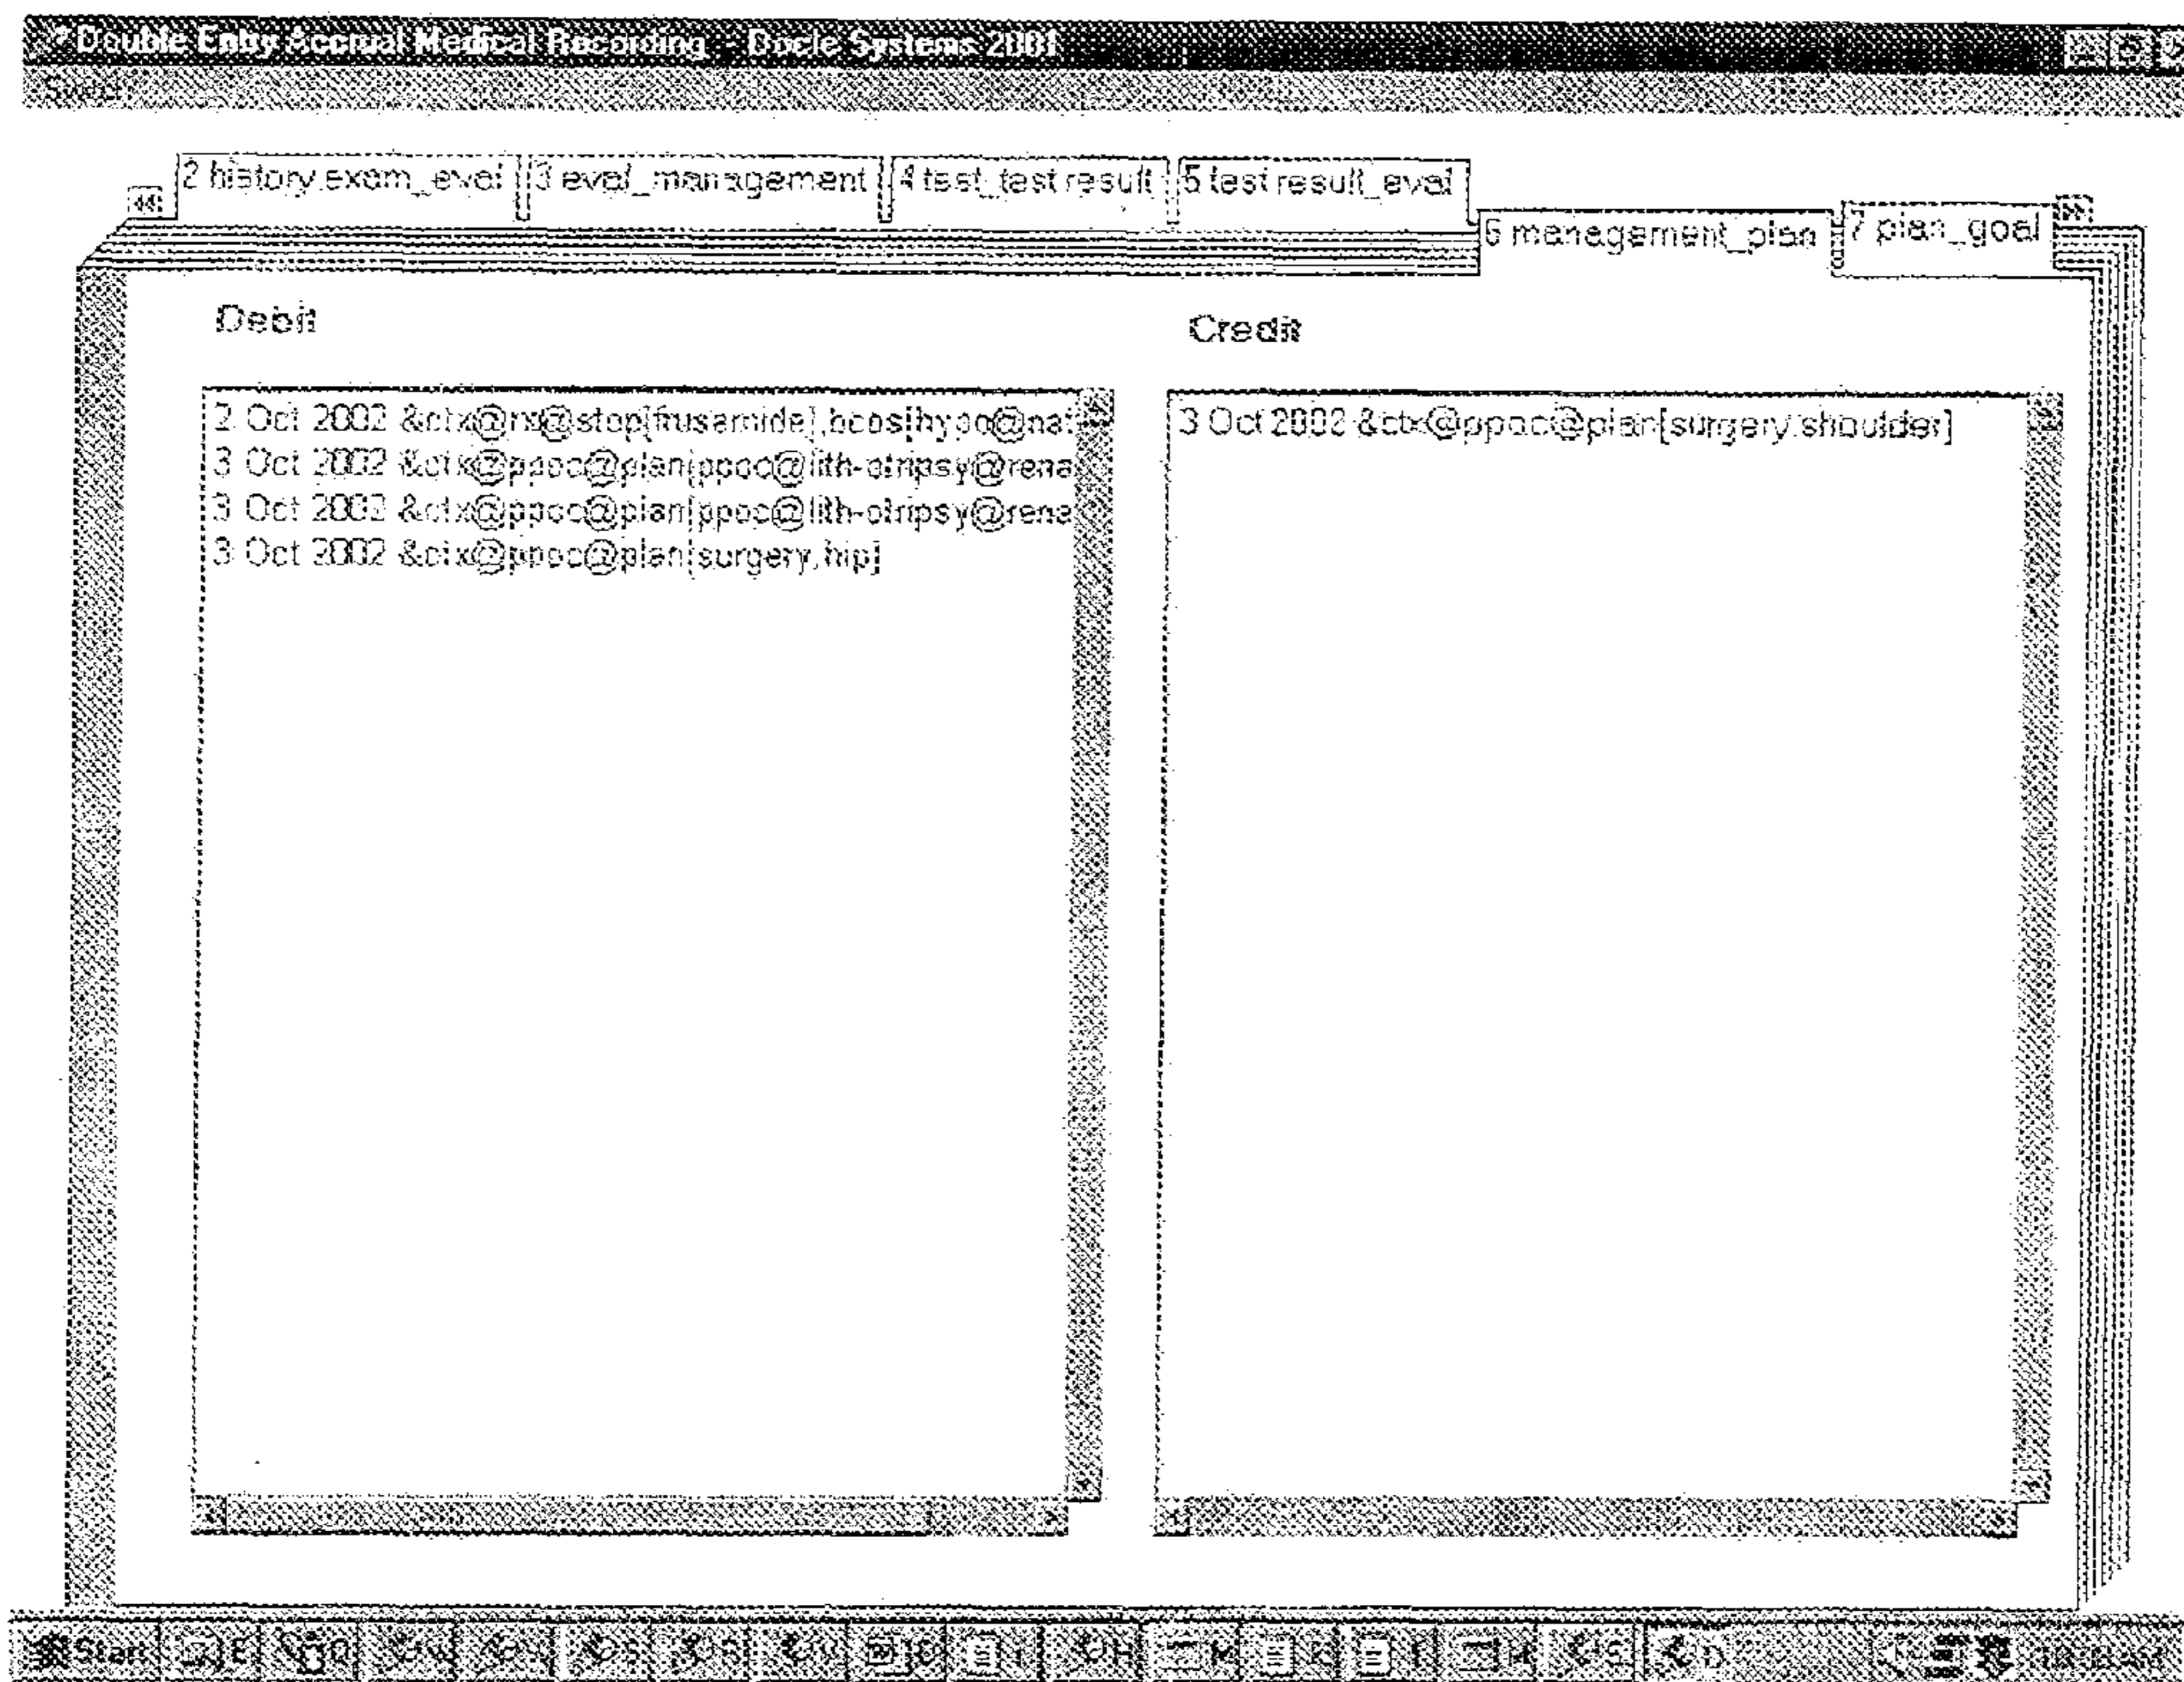 Double Entry Accrual Medical Recording - Docle Systems 2001
2 history.exam_eval 3 eval_management 4 test_test result 5 test result_eval
6 management_plan 7 plan_goal
Debit
Credit
2 Oct 2002 &ctx@rx@stop[frusemide],bcos[hypo@nat
3 Oct 2002 &ctx@ppoc@plan[ppoc@lith-otripsy@rena
3 Oct 2002 &ctx@ppoc@plan[ppoc@lith-otripsy@rena
3 Oct 2002 &ctx@ppoc@plan[surgery,hip]
3 Oct 2002 &ctx@ppoc@plan[surgery,shoulder]
Start